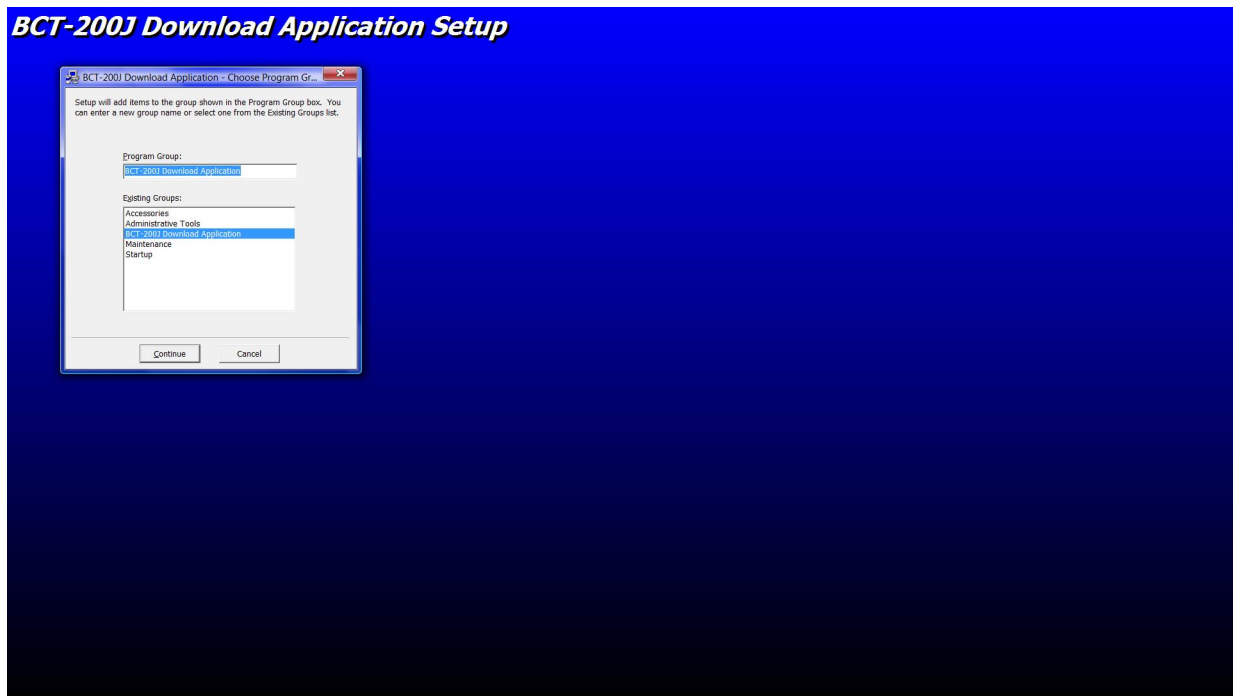 BCT-200J Download Application Setup
BCT-200J Download Application - Choose Program Gr...
Setup will add items to the group shown in the Program Group box. You
can enter a new group name or select one from the Existing Groups list.
Program Group:
BCT-200J Download Application
Existing Groups:
Accessories
Administrative Tools
BCT-200J Download Application
Maintenance
Startup
Continue Cancel